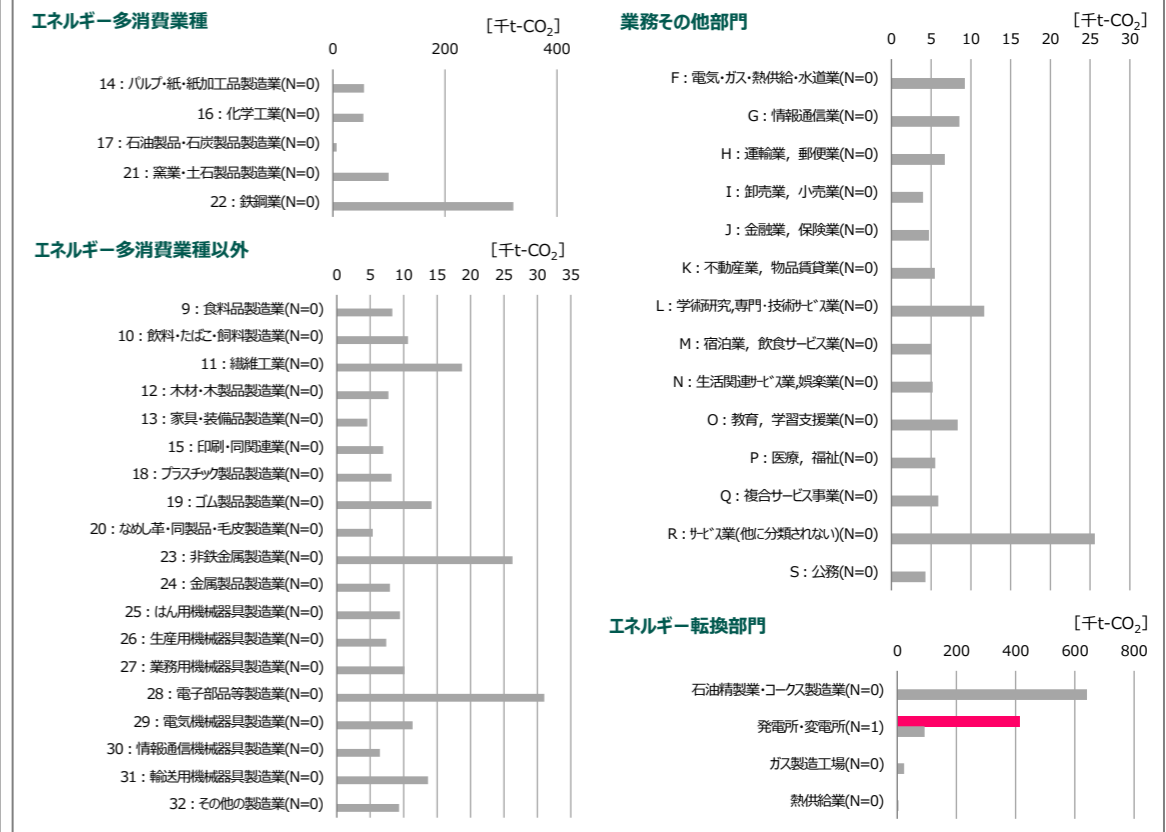 エネルギー多消費業種
[千t-CO₂]
0 200 400
14：パルプ・紙・紙加工品製造業(N=0)
16：化学工業(N=0)
17：石油製品・石炭製品製造業(N=0)
21：窯業・土石製品製造業(N=0)
22：鉄鋼業(N=0)
エネルギー多消費業種以外
[千t-CO₂]
0 5 10 15 20 25 30 35
9：食料品製造業(N=0)
10：飲料・たばこ・飼料製造業(N=0)
11：繊維工業(N=0)
12：木材・木製品製造業(N=0)
13：家具・装備品製造業(N=0)
15：印刷・同関連業(N=0)
18：プラスチック製品製造業(N=0)
19：ゴム製品製造業(N=0)
20：なめし革・同製品・毛皮製造業(N=0)
23：非鉄金属製造業(N=0)
24：金属製品製造業(N=0)
25：はん用機械器具製造業(N=0)
26：生産用機械器具製造業(N=0)
27：業務用機械器具製造業(N=0)
28：電子部品等製造業(N=0)
29：電気機械器具製造業(N=0)
30：情報通信機械器具製造業(N=0)
31：輸送用機械器具製造業(N=0)
32：その他の製造業(N=0)
業務その他部門
[千t-CO₂]
0 5 10 15 20 25 30
F：電気・ガス・熱供給・水道業(N=0)
G：情報通信業(N=0)
H：運輸業，郵便業(N=0)
I：卸売業，小売業(N=0)
J：金融業，保険業(N=0)
K：不動産業，物品賃貸業(N=0)
L：学術研究,専門・技術サービス業(N=0)
M：宿泊業，飲食サービス業(N=0)
N：生活関連サービス業,娯楽業(N=0)
O：教育，学習支援業(N=0)
P：医療，福祉(N=0)
Q：複合サービス事業(N=0)
R：サービス業(他に分類されない)(N=0)
S：公務(N=0)
エネルギー転換部門
[千t-CO₂]
0 200 400 600 800
石油精製業・コークス製造業(N=0)
発電所・変電所(N=1)
ガス製造工場(N=0)
熱供給業(N=0)